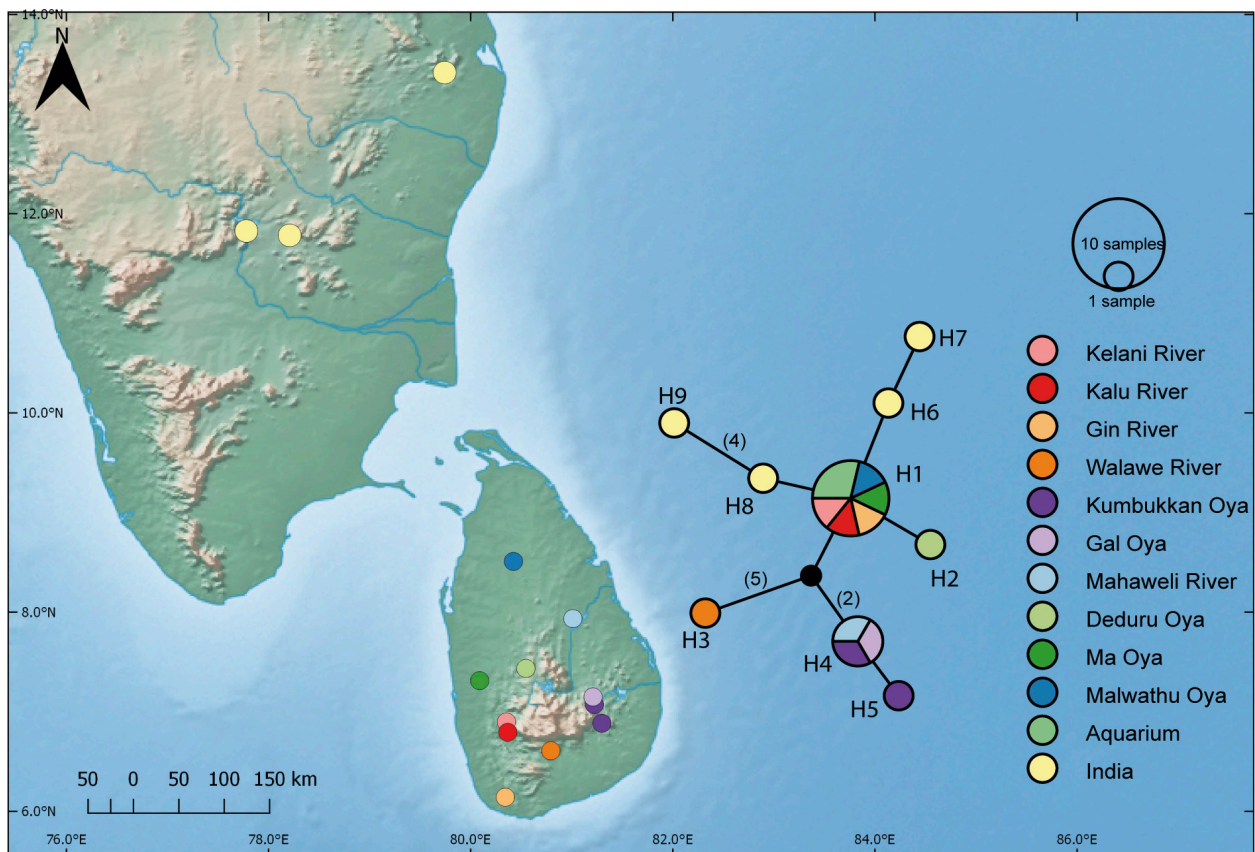 14.0°N
N
12.0°N
10.0°N
8.0°N
6.0°N
76.0°E
78.0°E
80.0°E
82.0°E
84.0°E
86.0°E
50 0 50 100 150 km
H7
H6
H9
(4)
H8
H1
H2
(5)
(2)
H3
H4
H5
10 samples
1 sample
Kelani River
Kalu River
Gin River
Walawe River
Kumbukkan Oya
Gal Oya
Mahaweli River
Deduru Oya
Ma Oya
Malwathu Oya
Aquarium
India